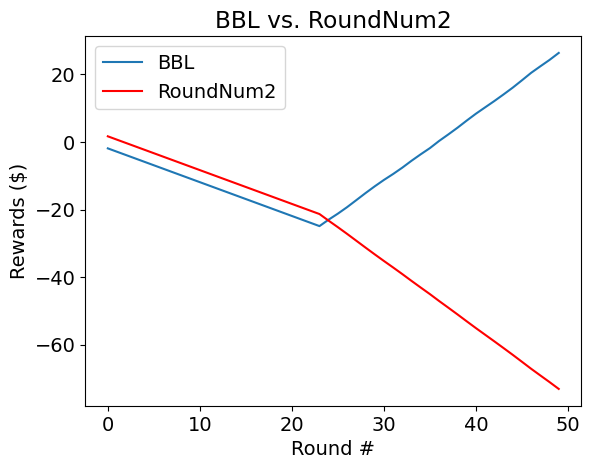 BBL vs. RoundNum2
BBL
RoundNum2
Rewards ($)
20
0
−20
−40
−60
0 10 20 30 40 50
Round #